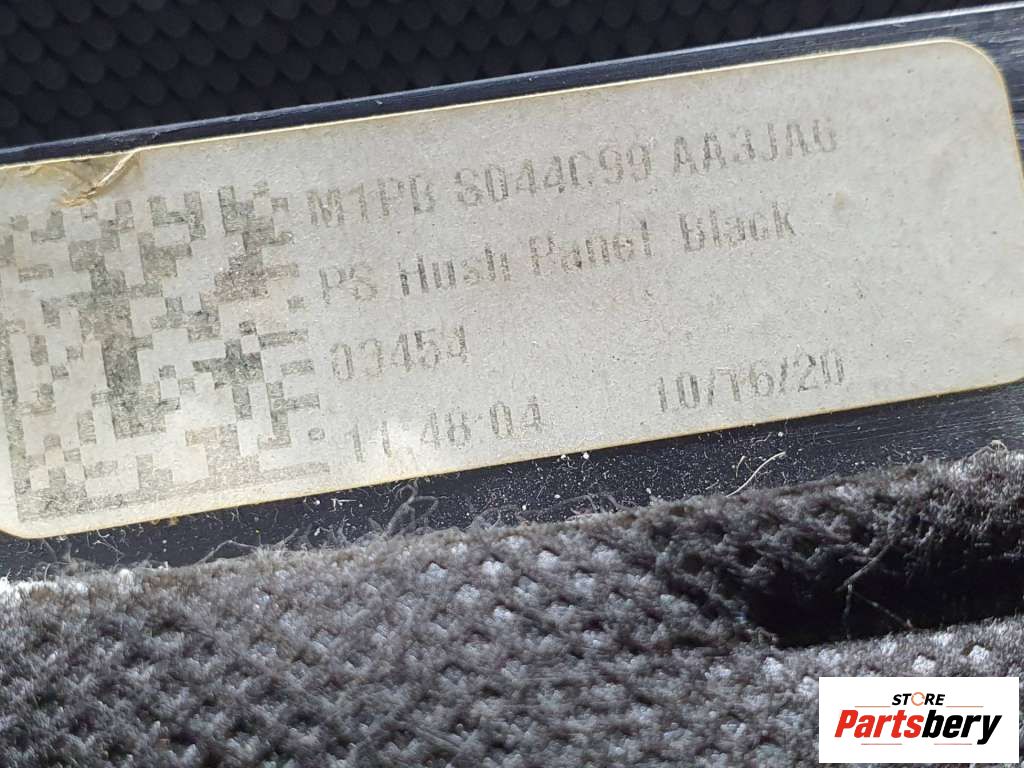 M1PB S044C99 AA3JA6
PS Hush Panel Black
03454
11:48:04 10/16/20
STORE
Partsbery